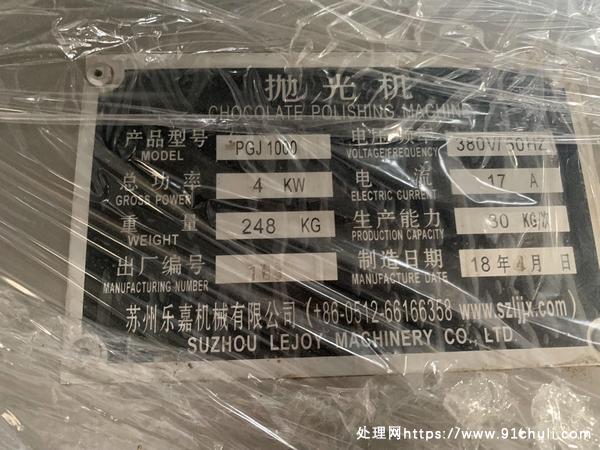 抛光机
CHOCOLATE POLISHING MACHINE
产品型号 PGJ 1000
MODEL
电压/频
VOLTAGE/FREQUENCY
380V/50HZ
总功率 4 KW
GROSS POWER
电流 17 A
ELECTRIC CURRENT
重量 248 KG
WEIGHT
生产能力 KG/次
PRODUCTION CAPACITY
出厂编号
MANUFACTURING NUMBER
制造日期 18年4月 日
MANUFACTURE DATE
苏州乐嘉机械有限公司 (+86-0512-66166358 www.szljjx.com)
SUZHOU LEJOY MACHINERY CO., LTD.
处理网https://www.91chuli.com/